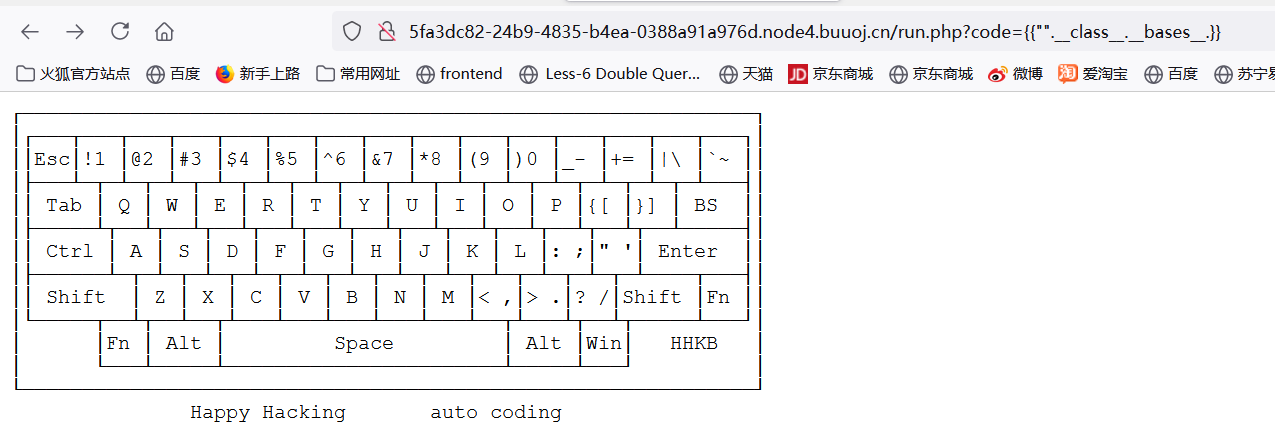 5fa3dc82-24b9-4835-b4ea-0388a91a976d.node4.buuoj.cn/run.php?code={{"".__class__.__bases__.}}
火狐官方站点 百度 新手上路 常用网址 frontend Less-6 Double Quer... 天猫 JD 京东商城 京东商城 微博 淘 爱淘宝 百度 苏宁易
Esc !1 @2 #3 $4 %5 ^6 &7 *8 (9 )0 _- += |\ `~
Tab Q W E R T Y U I O P {[ }] BS
Ctrl A S D F G H J K L : ; " ' Enter
Shift Z X C V B N M < , > . ? / Shift Fn
Fn Alt Space Alt Win HHKB
Happy Hacking auto coding